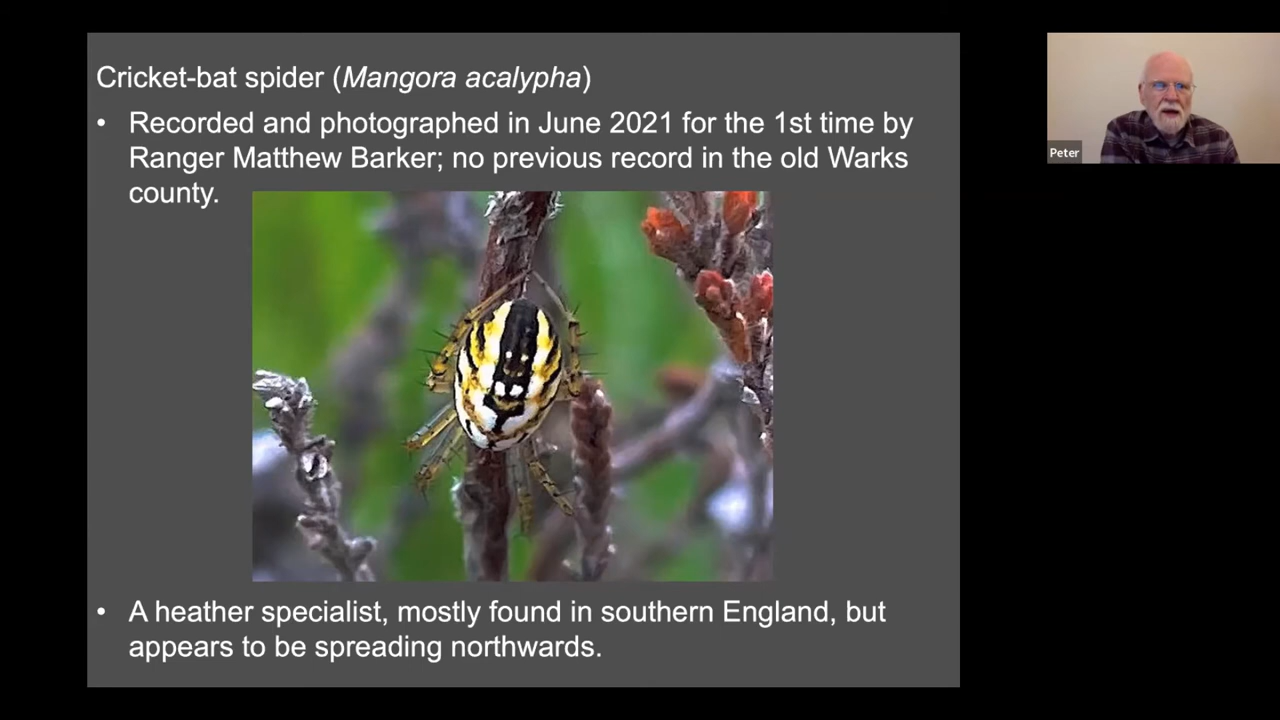 Cricket-bat spider (Mangora acalypha)
• Recorded and photographed in June 2021 for the 1st time by
Ranger Matthew Barker; no previous record in the old Warks
county.
• A heather specialist, mostly found in southern England, but
appears to be spreading northwards.
Peter